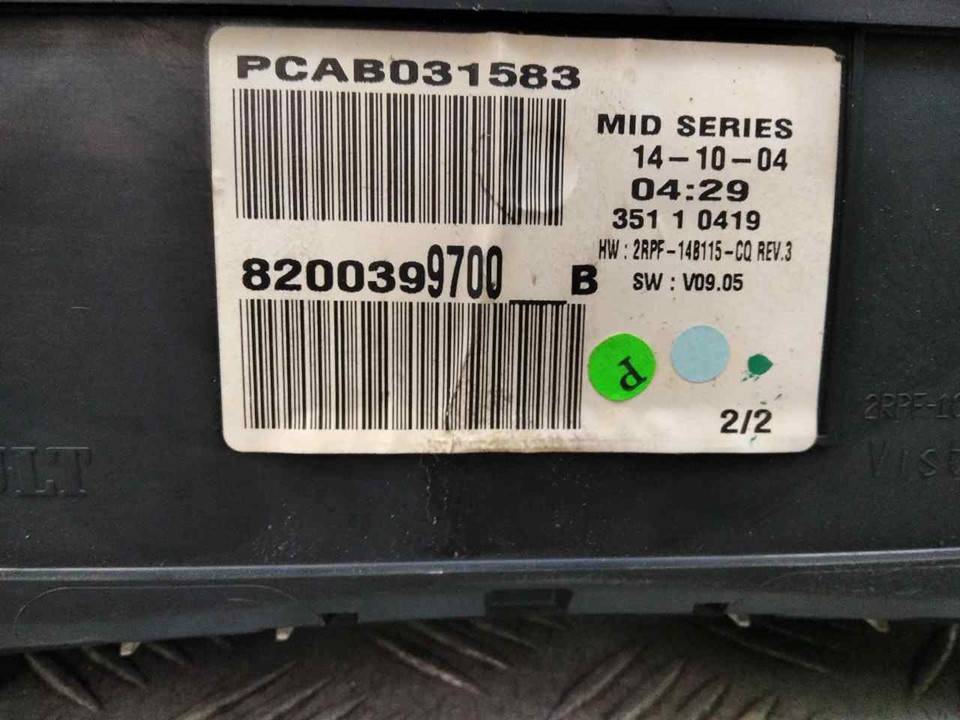 PCAB031583
MID SERIES
14-10-04
04:29
351 1 0419
HW : 2RPF-14B115-CQ REV.3
8200399700___B
SW : V09.05
P
2/2